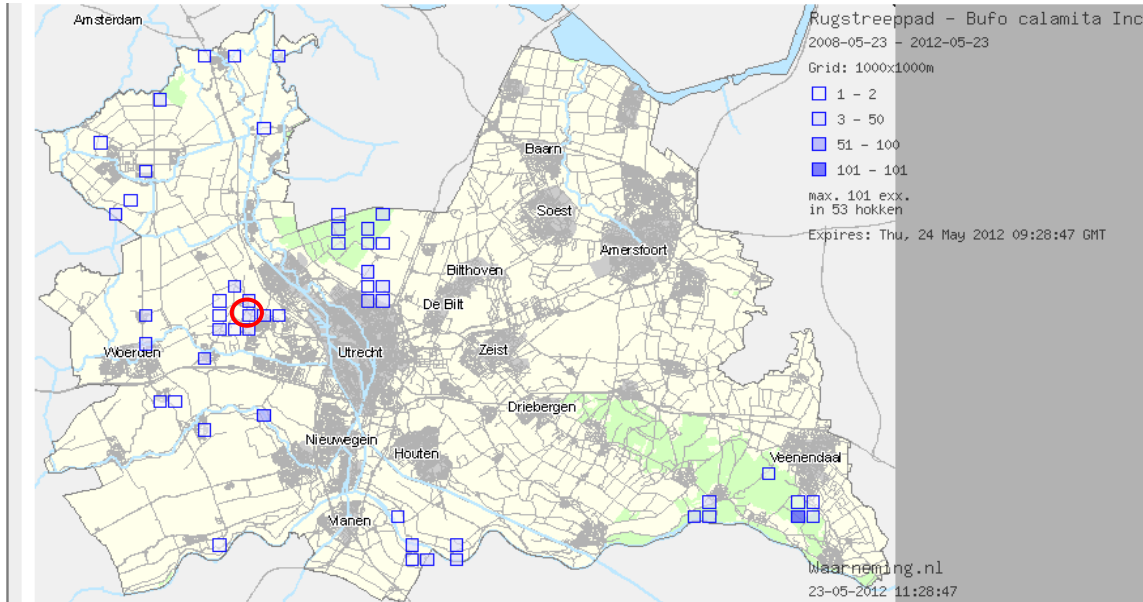 Amsterdam
Rugstreeppad - Bufo calamita Inc
2008-05-23 - 2012-05-23
Grid: 1000x1000m
1 - 2
3 - 50
51 - 100
101 - 101
max. 101 exx.
in 53 hokken
Expires: Thu, 24 May 2012 09:28:47 GMT
Baarn
Soest
Amersfoort
Bilthoven
De Bilt
Woerden
Utrecht
Zeist
Driebergen
Nieuwegein
Houten
Veenendaal
Vianen
Waarneming.nl
23-05-2012 11:28:47